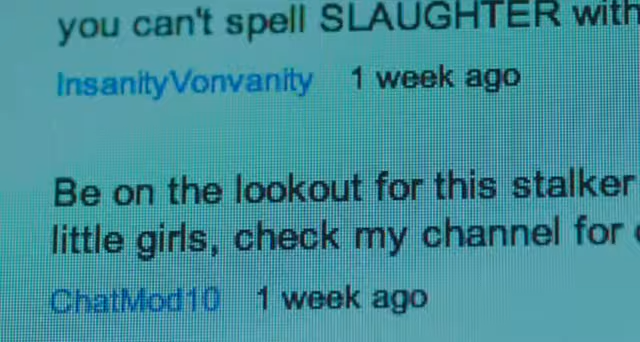 you can't spell SLAUGHTER with
InsanityVonvanity 1 week ago
Be on the lookout for this stalker
little girls, check my channel for
ChatMod10 1 week ago